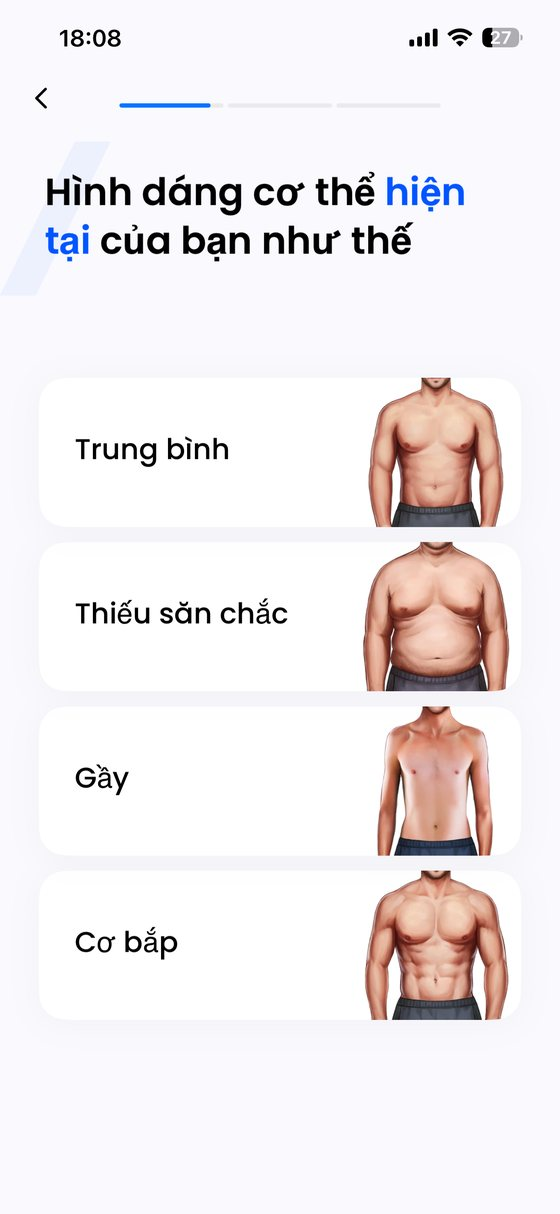 18:08
27
Hình dáng cơ thể hiện
tại của bạn như thế
Trung bình
Thiếu săn chắc
Gầy
Cơ bắp